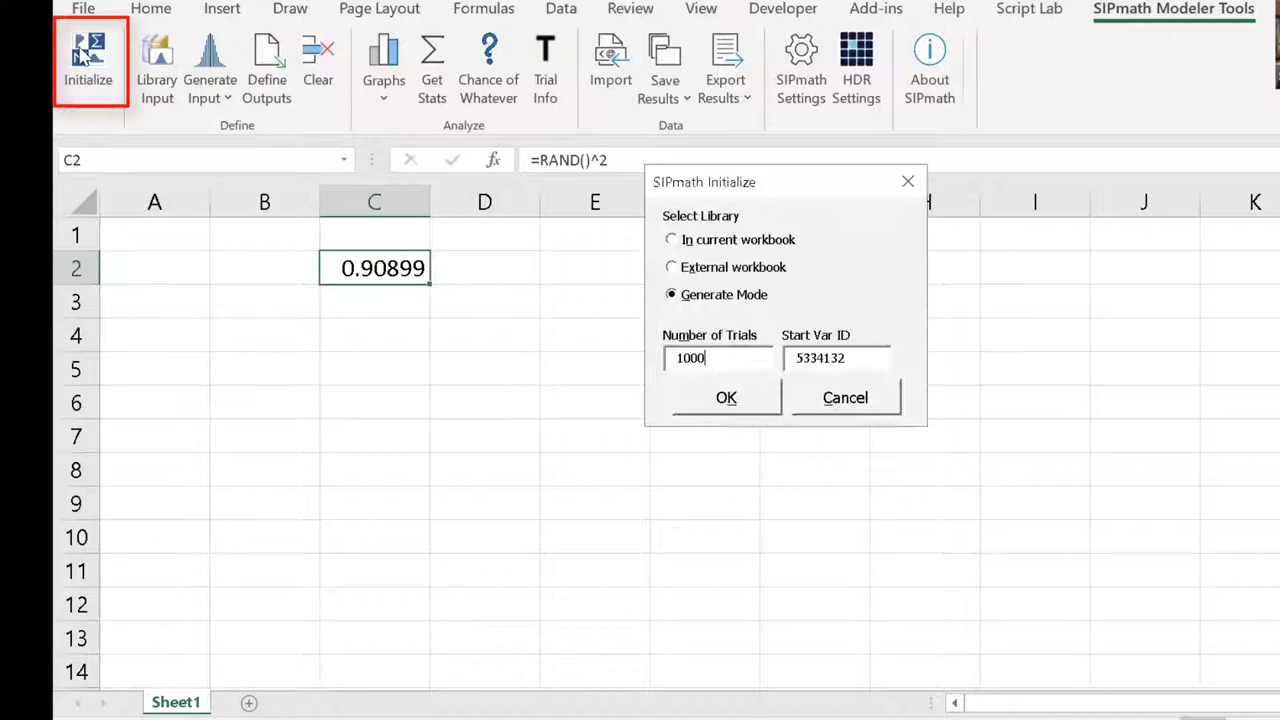 File Home Insert Draw Page Layout Formulas Data Review View Developer Add-ins Help Script Lab SIPmath Modeler Tools
Initialize
Library Input
Generate Input
Define Outputs
Clear
Graphs
Get Stats
Chance of Whatever
Trial Info
Import
Save Results
Export Results
SIPmath Settings
HDR Settings
About SIPmath
Define Analyze Data
C2 fx =RAND()^2
A B C D E H I J K
1
2 0.90899
3
4
5
6
7
8
9
10
11
12
13
14
SIPmath Initialize
Select Library
In current workbook
External workbook
Generate Mode
Number of Trials Start Var ID
1000 5334132
OK Cancel
Sheet1